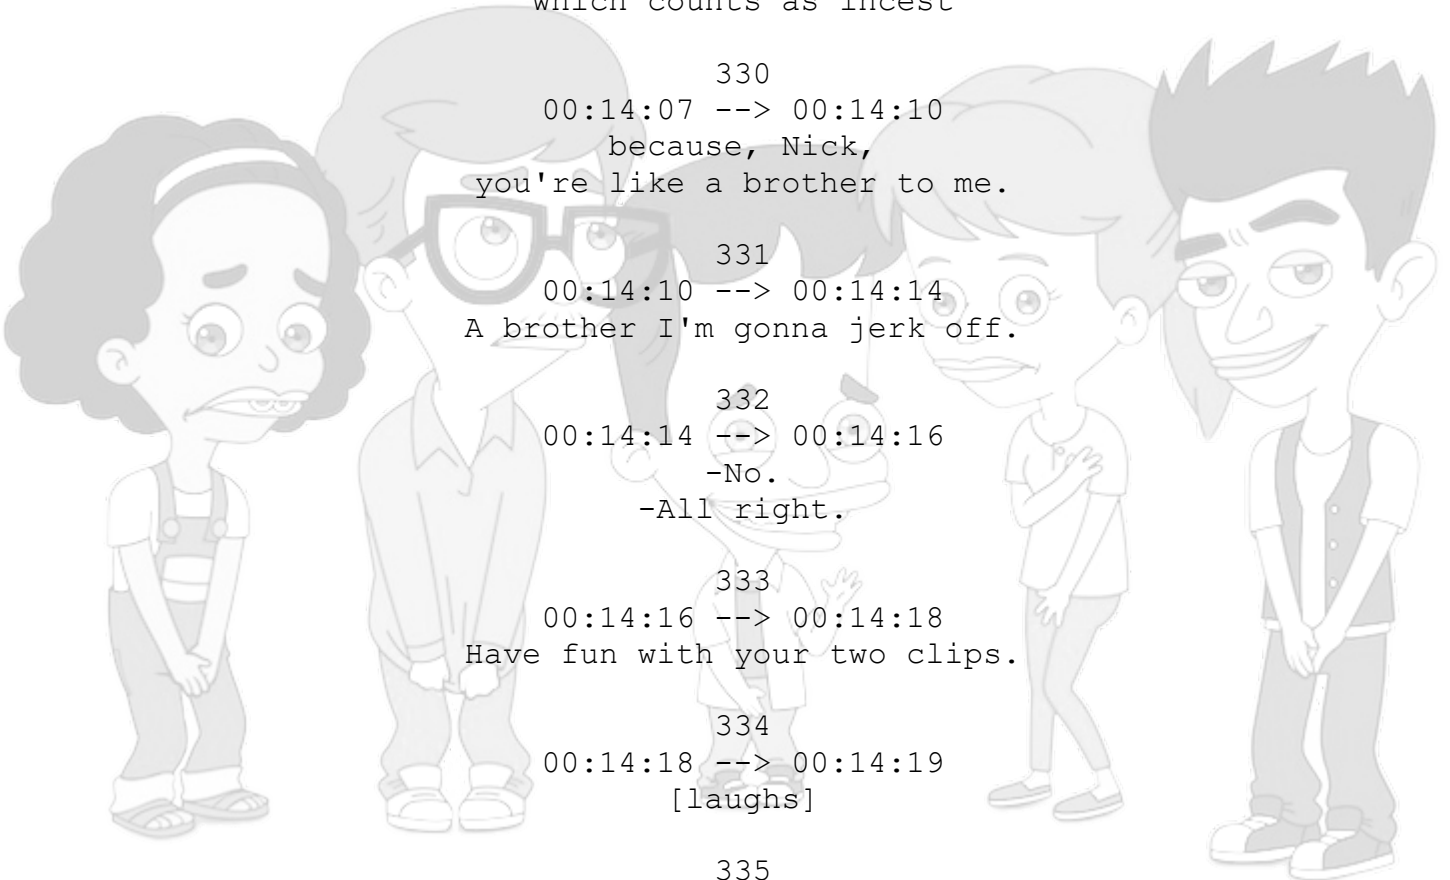 which counts as incest
330
00:14:07 --> 00:14:10
because, Nick,
you're like a brother to me.
331
00:14:10 --> 00:14:14
A brother I'm gonna jerk off.
332
00:14:14 --> 00:14:16
-No.
-All right.
333
00:14:16 --> 00:14:18
Have fun with your two clips.
334
00:14:18 --> 00:14:19
[laughs]
335